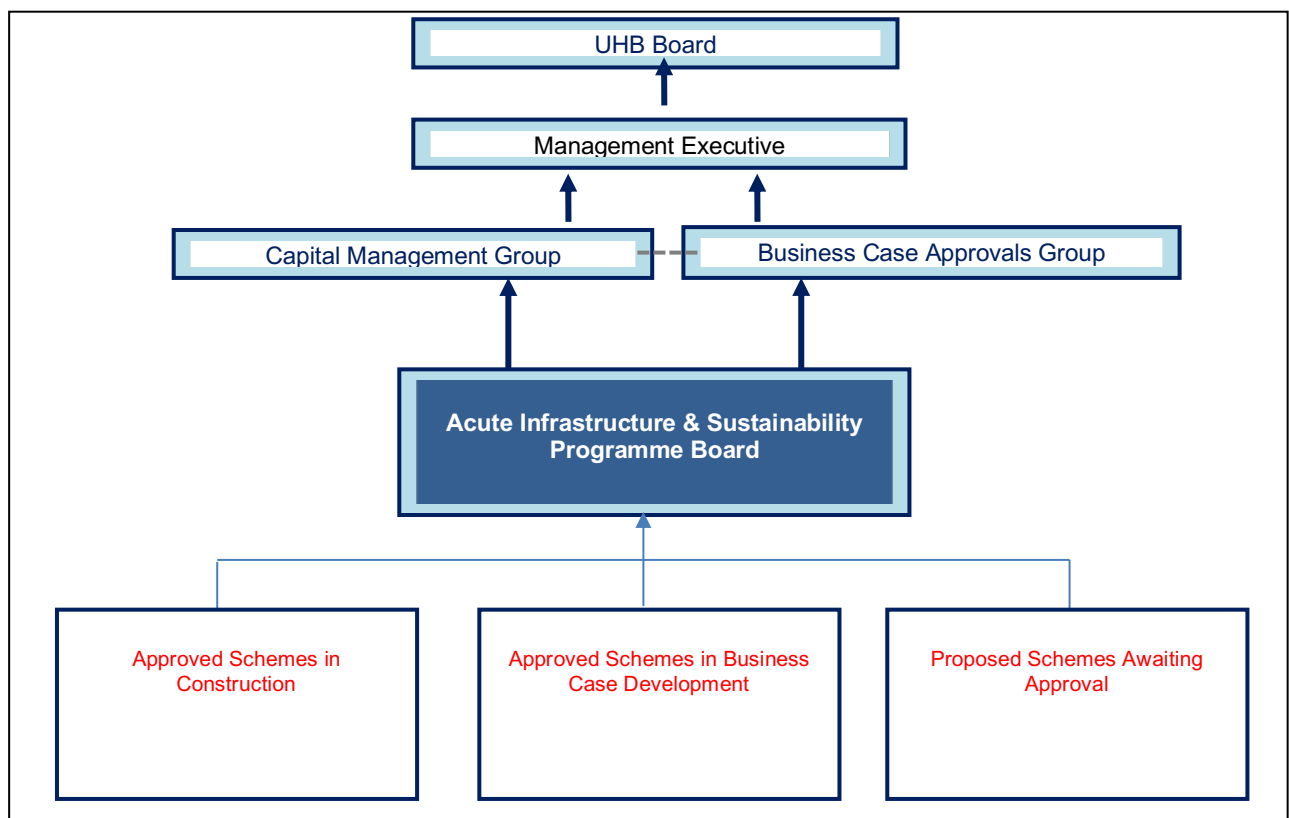 UHB Board
Management Executive
Capital Management Group
Business Case Approvals Group
Acute Infrastructure & Sustainability
Programme Board
Approved Schemes in
Construction
Approved Schemes in Business
Case Development
Proposed Schemes Awaiting
Approval